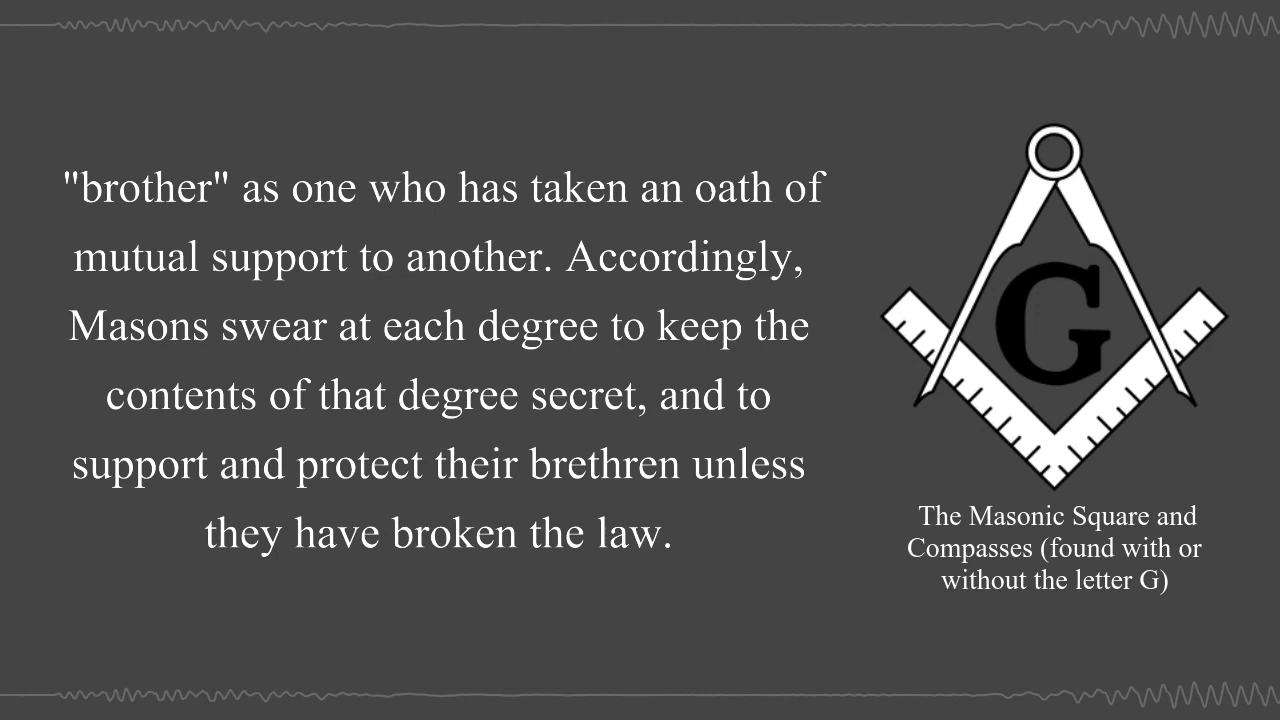 "brother" as one who has taken an oath of
mutual support to another. Accordingly,
Masons swear at each degree to keep the
contents of that degree secret, and to
support and protect their brethren unless
they have broken the law.
G
The Masonic Square and
Compasses (found with or
without the letter G)